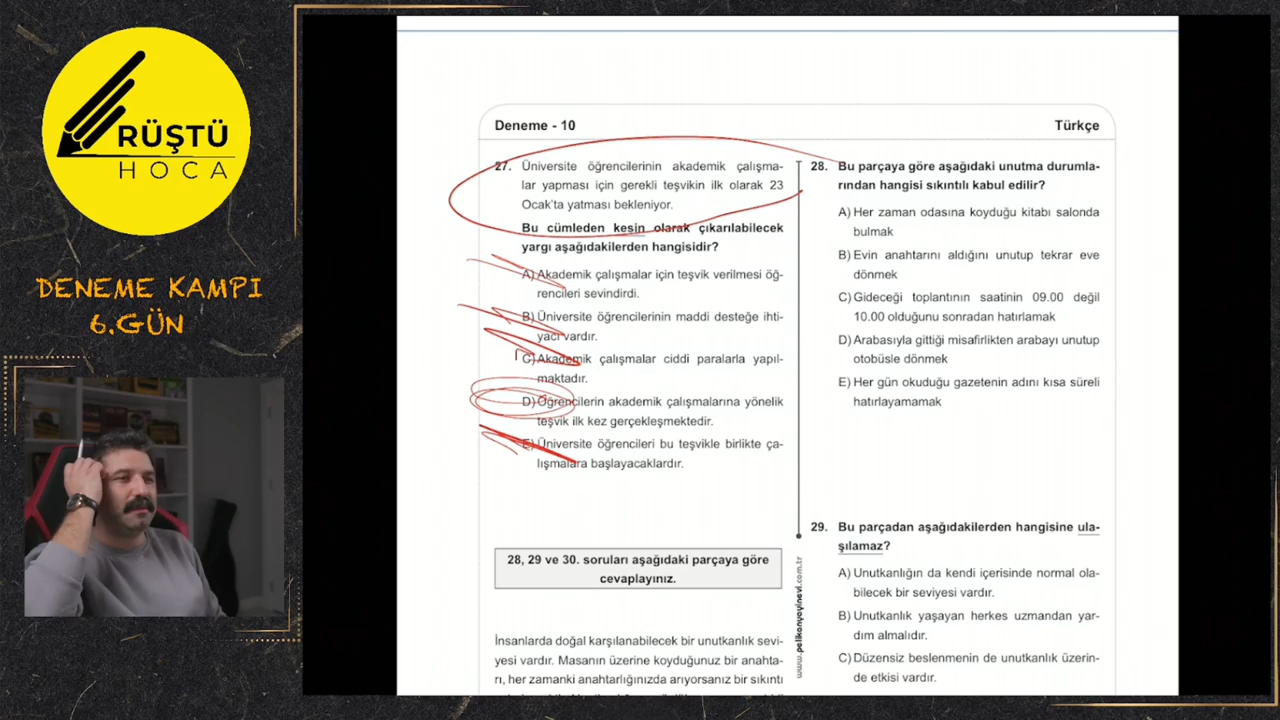 RÜŞTÜ
HOCA
DENEME KAMPI
6.GÜN
Deneme - 10
Türkçe
27. Üniversite öğrencilerinin akademik çalışma-
lar yapması için gerekli teşvikin ilk olarak 23
Ocak'ta yatması bekleniyor.
Bu cümleden kesin olarak çıkarılabilecek
yargı aşağıdakilerden hangisidir?
A) Akademik çalışmalar için teşvik verilmesi öğ-
rencileri sevindirdi.
B) Üniversite öğrencilerinin maddi desteğe ihti-
yacı vardır.
C) Akademik çalışmalar ciddi paralarla yapıl-
maktadır.
D) Öğrencilerin akademik çalışmalarına yönelik
teşvik ilk kez gerçekleşmektedir.
E) Üniversite öğrencileri bu teşvikle birlikte ça-
lışmalara başlayacaklardır.
28, 29 ve 30. soruları aşağıdaki parçaya göre
cevaplayınız.
İnsanlarda doğal karşılanabilecek bir unutkanlık sevi-
yesi vardır. Masanın üzerine koyduğunuz bir anahta-
rı, her zamanki anahtarlığınızda arıyorsanız bir sıkıntı
28. Bu parçaya göre aşağıdaki unutma durumla-
rından hangisi sıkıntılı kabul edilir?
A) Her zaman odasına koyduğu kitabı salonda
bulmak
B) Evin anahtarını aldığını unutup tekrar eve
dönmek
C) Gideceği toplantının saatinin 09.00 değil
10.00 olduğunu sonradan hatırlamak
D) Arabasıyla gittiği misafirlikten arabayı unutup
otobüsle dönmek
E) Her gün okuduğu gazetenin adını kısa süreli
hatırlayamamak
29. Bu parçadan aşağıdakilerden hangisine ula-
şılamaz?
A) Unutkanlığın da kendi içerisinde normal ola-
bilecek bir seviyesi vardır.
B) Unutkanlık yaşayan herkes uzmandan yar-
dım almalıdır.
C) Düzensiz beslenmenin de unutkanlık üzerin-
de etkisi vardır.
www.pelikanyayinevi.com.tr